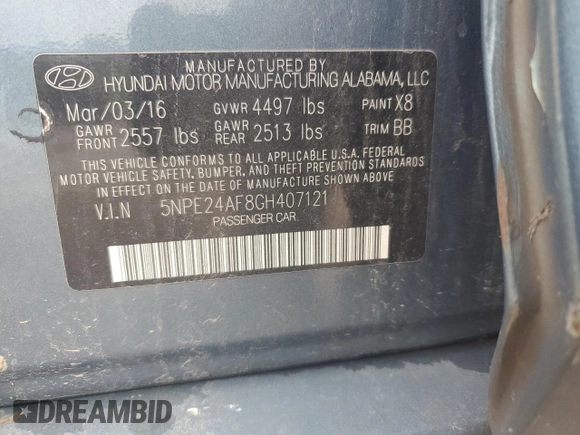 MANUFACTURED BY
HYUNDAI MOTOR MANUFACTURING ALABAMA, LLC
Mar/03/16 GVWR 4497 lbs PAINT X8
GAWR FRONT 2557 lbs GAWR REAR 2513 lbs TRIM BB
THIS VEHICLE CONFORMS TO ALL APPLICABLE U.S.A. FEDERAL
MOTOR VEHICLE SAFETY, BUMPER, AND THEFT PREVENTION STANDARDS
IN EFFECT ON THE DATE OF MANUFACTURE SHOWN ABOVE.
V.I.N 5NPE24AF8GH407121
PASSENGER CAR
DREAMBID